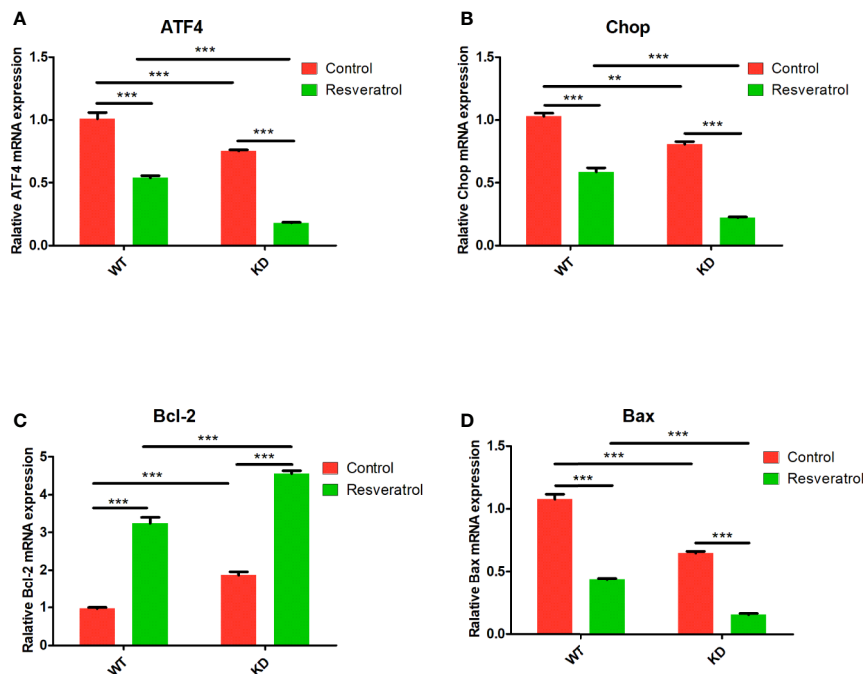 A
ATF4
Ralative ATF4 mRNA expression
1.5
1.0
0.5
0.0
***
***
***
***
Control
Resveratrol
WT
KD
B
Chop
Ralative Chop mRNA expression
1.5
1.0
0.5
0.0
***
**
***
***
Control
Resveratrol
WT
KD
C
Bcl-2
Ralative Bcl-2 mRNA expression
5
4
3
2
1
0
***
***
***
***
Control
Resveratrol
WT
KD
D
Bax
Ralative Bax mRNA expression
1.5
1.0
0.5
0.0
***
***
***
***
Control
Resveratrol
WT
KD